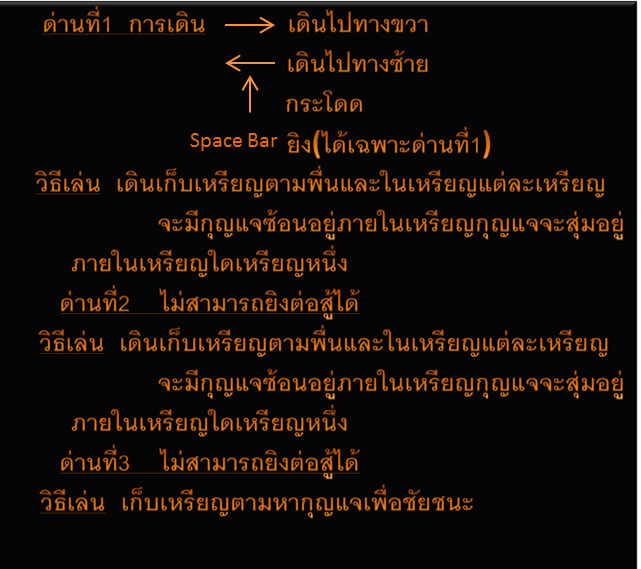 ด่านที่1 การเดิน → เดินไปทางขวา
← เดินไปทางซ้าย
↑ กระโดด
Space Bar ยิง(ได้เฉพาะด่านที่1)
วิธีเล่น เดินเก็บเหรียญตามพื่นและในเหรียญแต่ละเหรียญ
จะมีกุญแจซ้อนอยู่ภายในเหรียญกุญแจจะสุ่มอยู่
ภายในเหรียญใดเหรียญหนึ่ง
ด่านที่2 ไม่สามารถยิงต่อสู้ได้
วิธีเล่น เดินเก็บเหรียญตามพื่นและในเหรียญแต่ละเหรียญ
จะมีกุญแจซ้อนอยู่ภายในเหรียญกุญแจจะสุ่มอยู่
ภายในเหรียญใดเหรียญหนึ่ง
ด่านที่3 ไม่สามารถยิงต่อสู้ได้
วิธีเล่น เก็บเหรียญตามหากุญแจเพื่อชัยชนะ